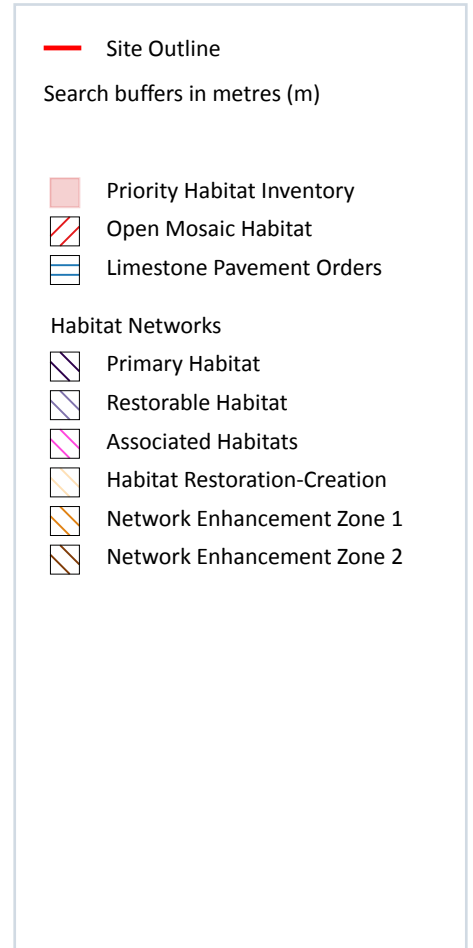 Site Outline
Search buffers in metres (m)
Priority Habitat Inventory
Open Mosaic Habitat
Limestone Pavement Orders
Habitat Networks
Primary Habitat
Restorable Habitat
Associated Habitats
Habitat Restoration-Creation
Network Enhancement Zone 1
Network Enhancement Zone 2